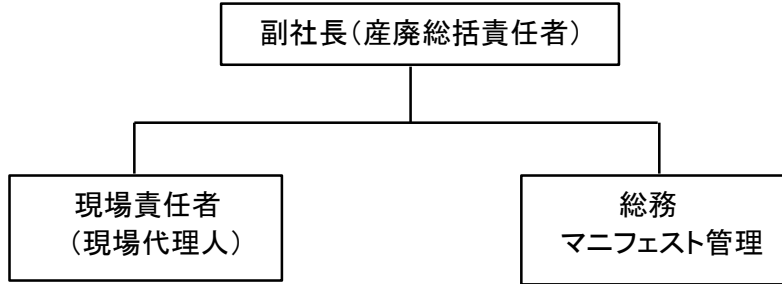 副社長（産廃総括責任者）
現場責任者
（現場代理人）
総務
マニフェスト管理